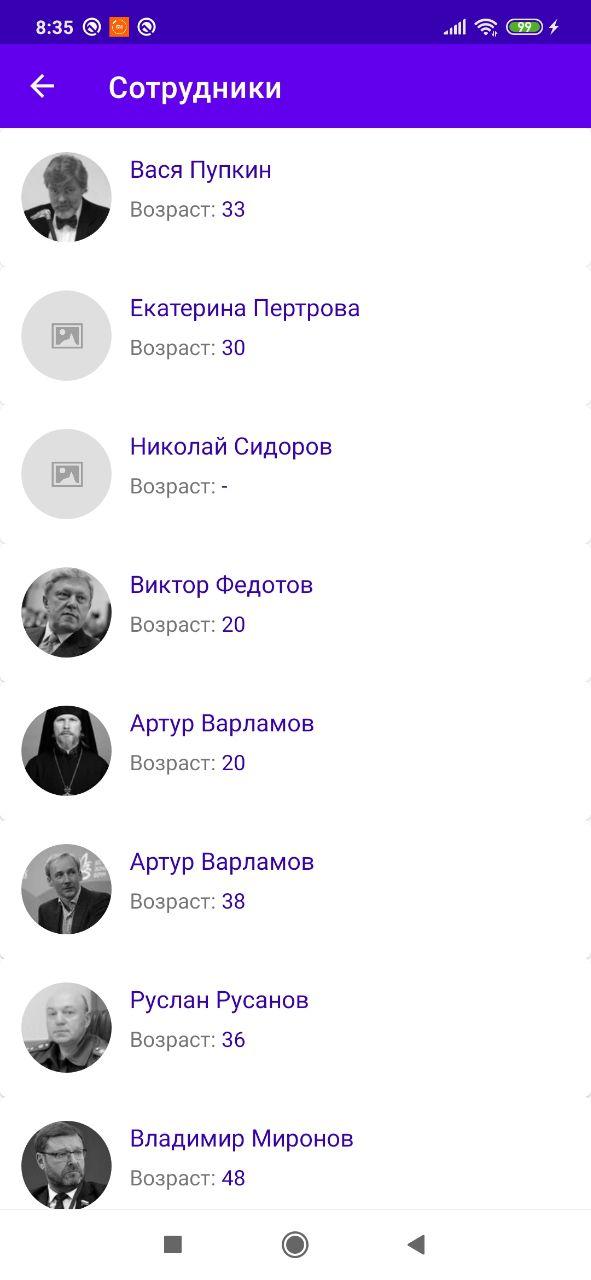 8:35
99
Сотрудники
Вася Пупкин
Возраст: 33
Екатерина Пертрова
Возраст: 30
Николай Сидоров
Возраст: -
Виктор Федотов
Возраст: 20
Артур Варламов
Возраст: 20
Артур Варламов
Возраст: 38
Руслан Русанов
Возраст: 36
Владимир Миронов
Возраст: 48